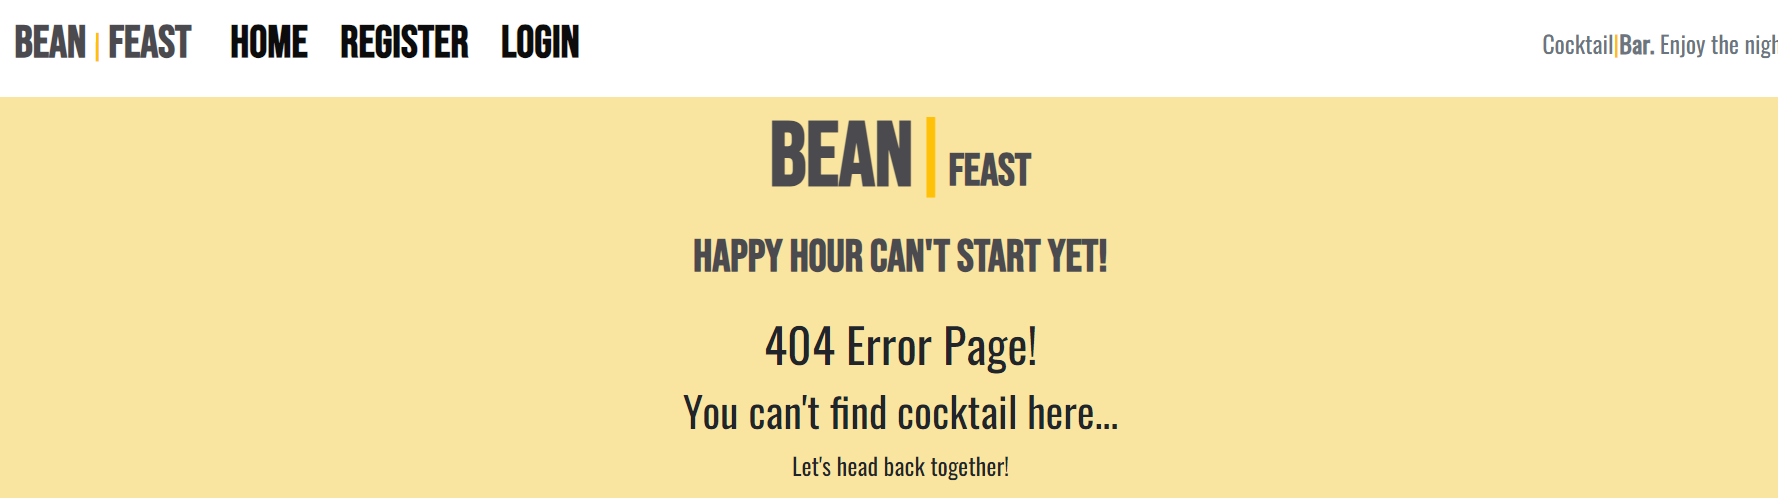 BEAN | FEAST HOME REGISTER LOGIN Cocktail|Bar. Enjoy the nigh
BEAN | FEAST
HAPPY HOUR CAN'T START YET!
404 Error Page!
You can't find cocktail here...
Let's head back together!